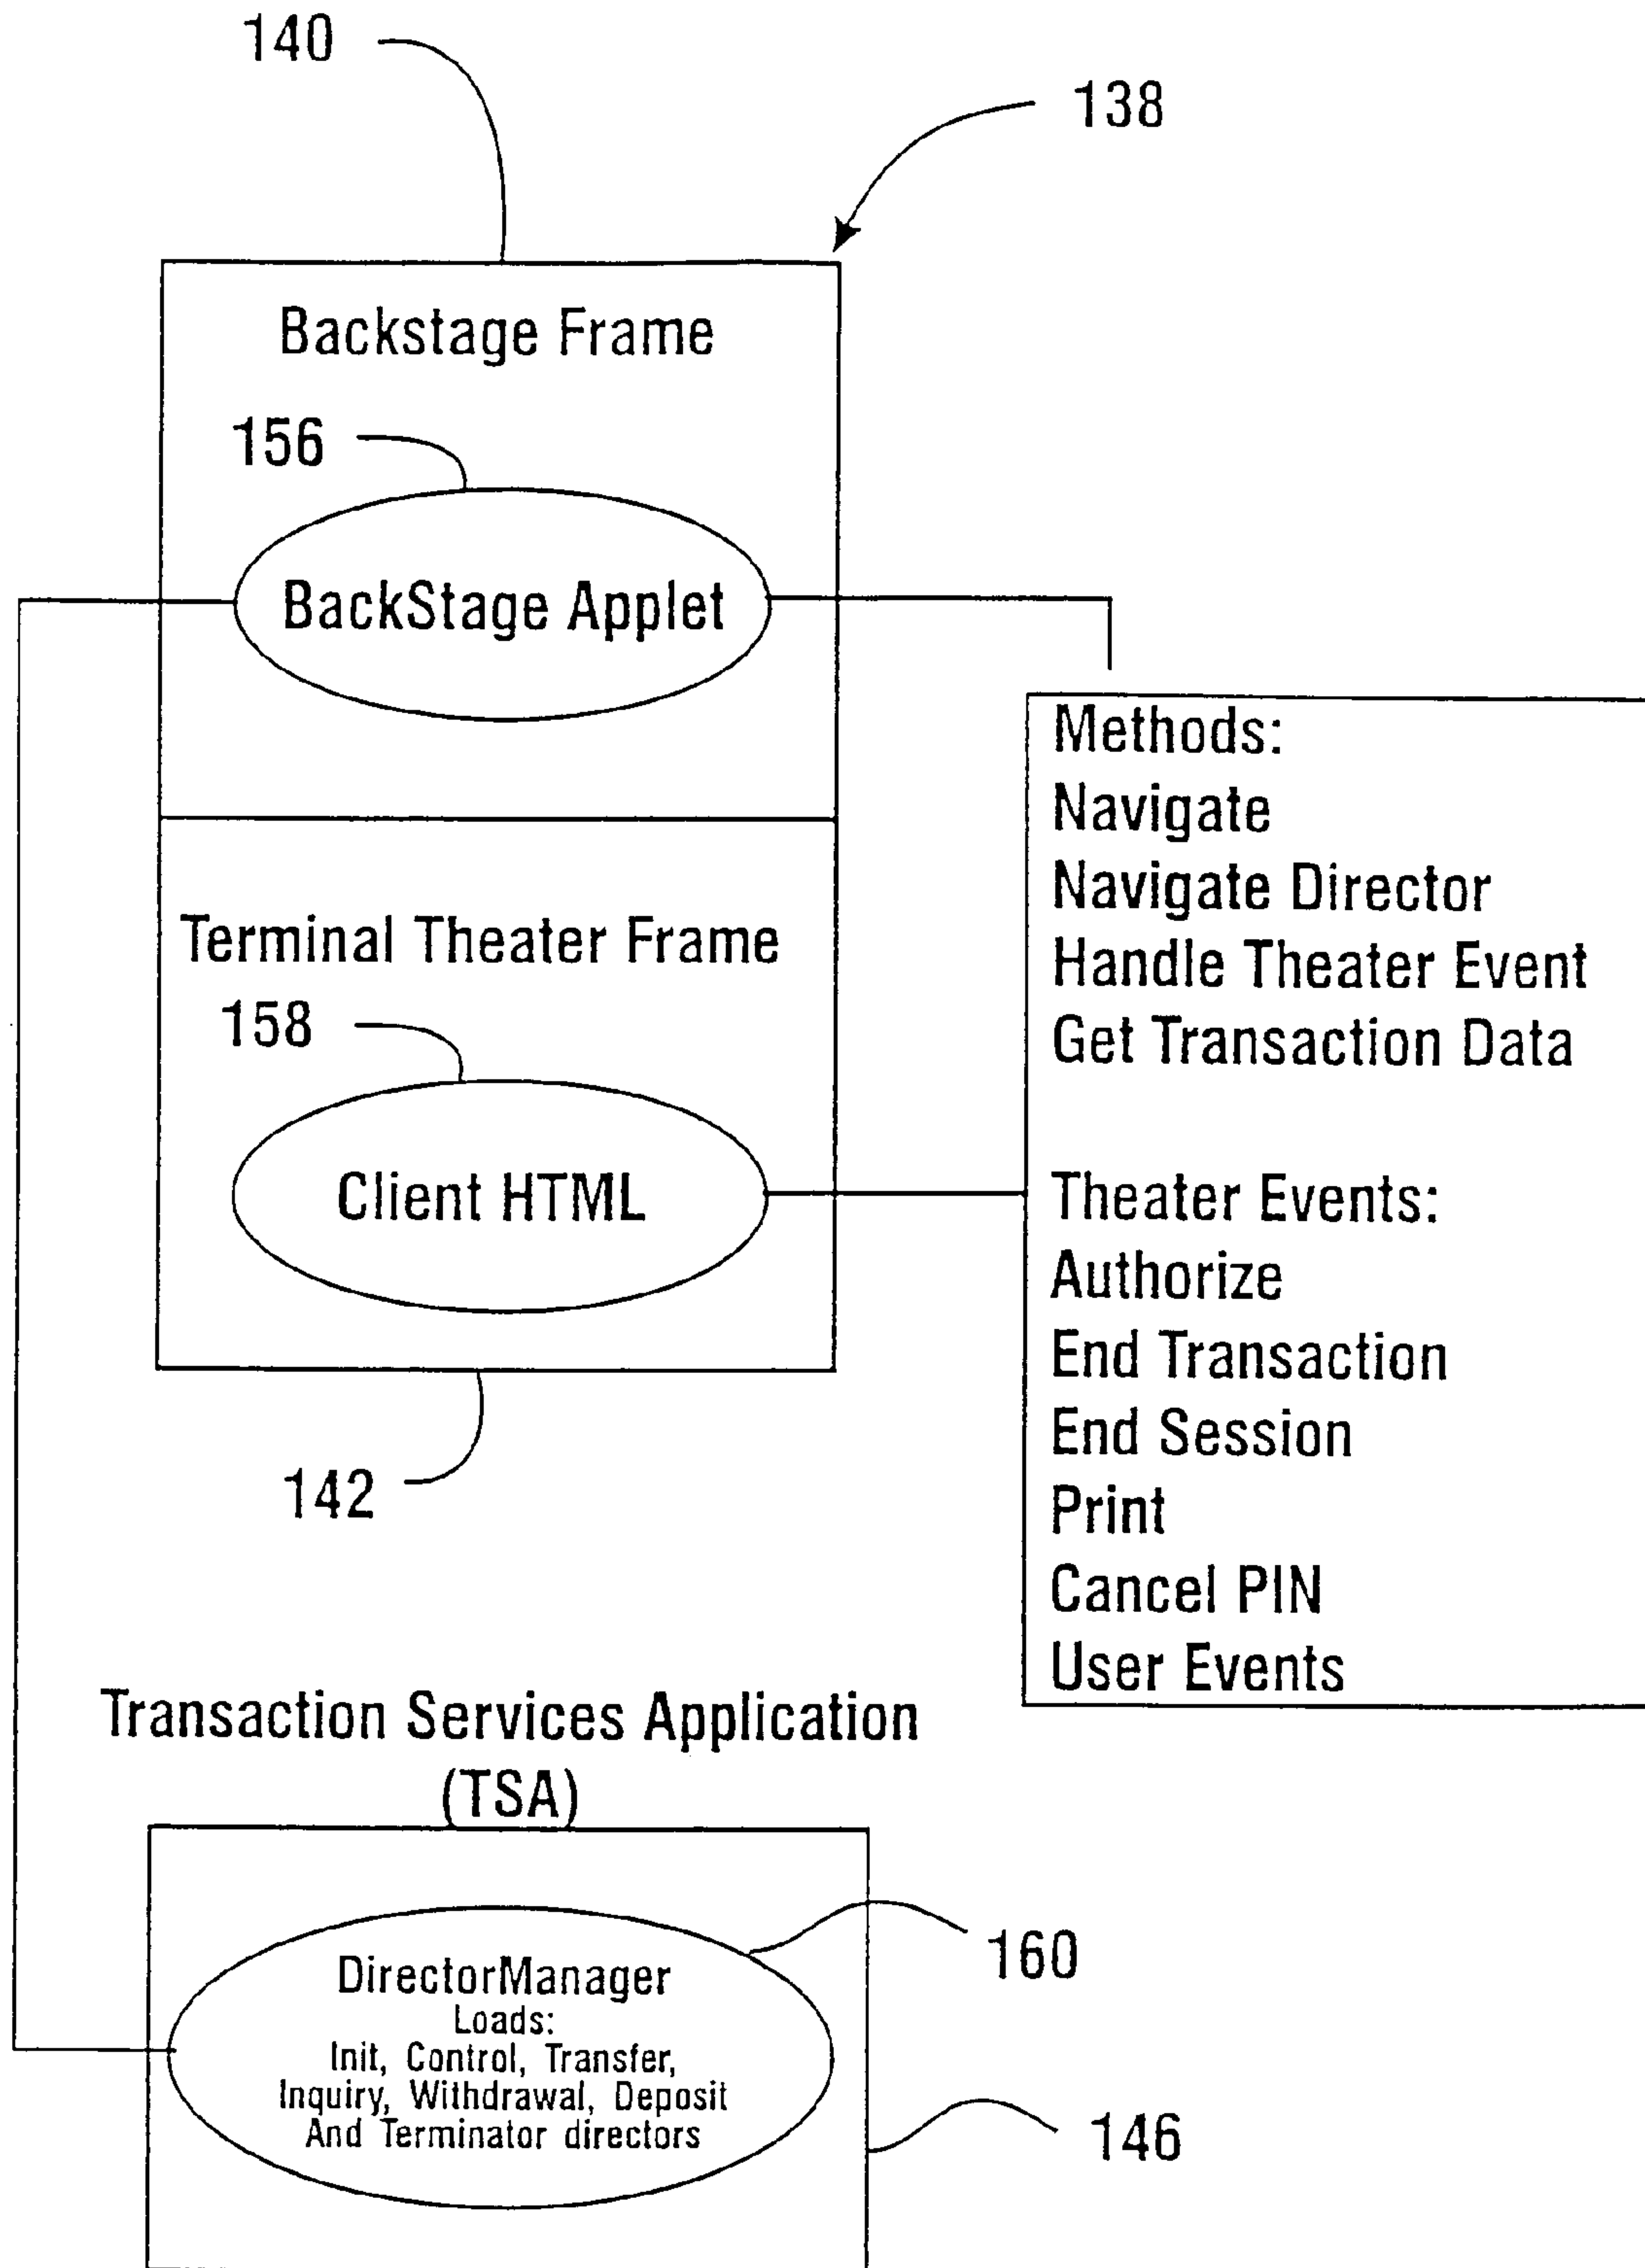 140
138
Backstage Frame
156
BackStage Applet
Methods:
Navigate
Navigate Director
Handle Theater Event
Get Transaction Data
Terminal Theater Frame
158
Client HTML
Theater Events:
Authorize
End Transaction
End Session
Print
Cancel PIN
User Events
142
Transaction Services Application
(TSA)
DirectorManager
Loads:
Init, Control, Transfer,
Inquiry, Withdrawal, Deposit
And Terminator directors
160
146